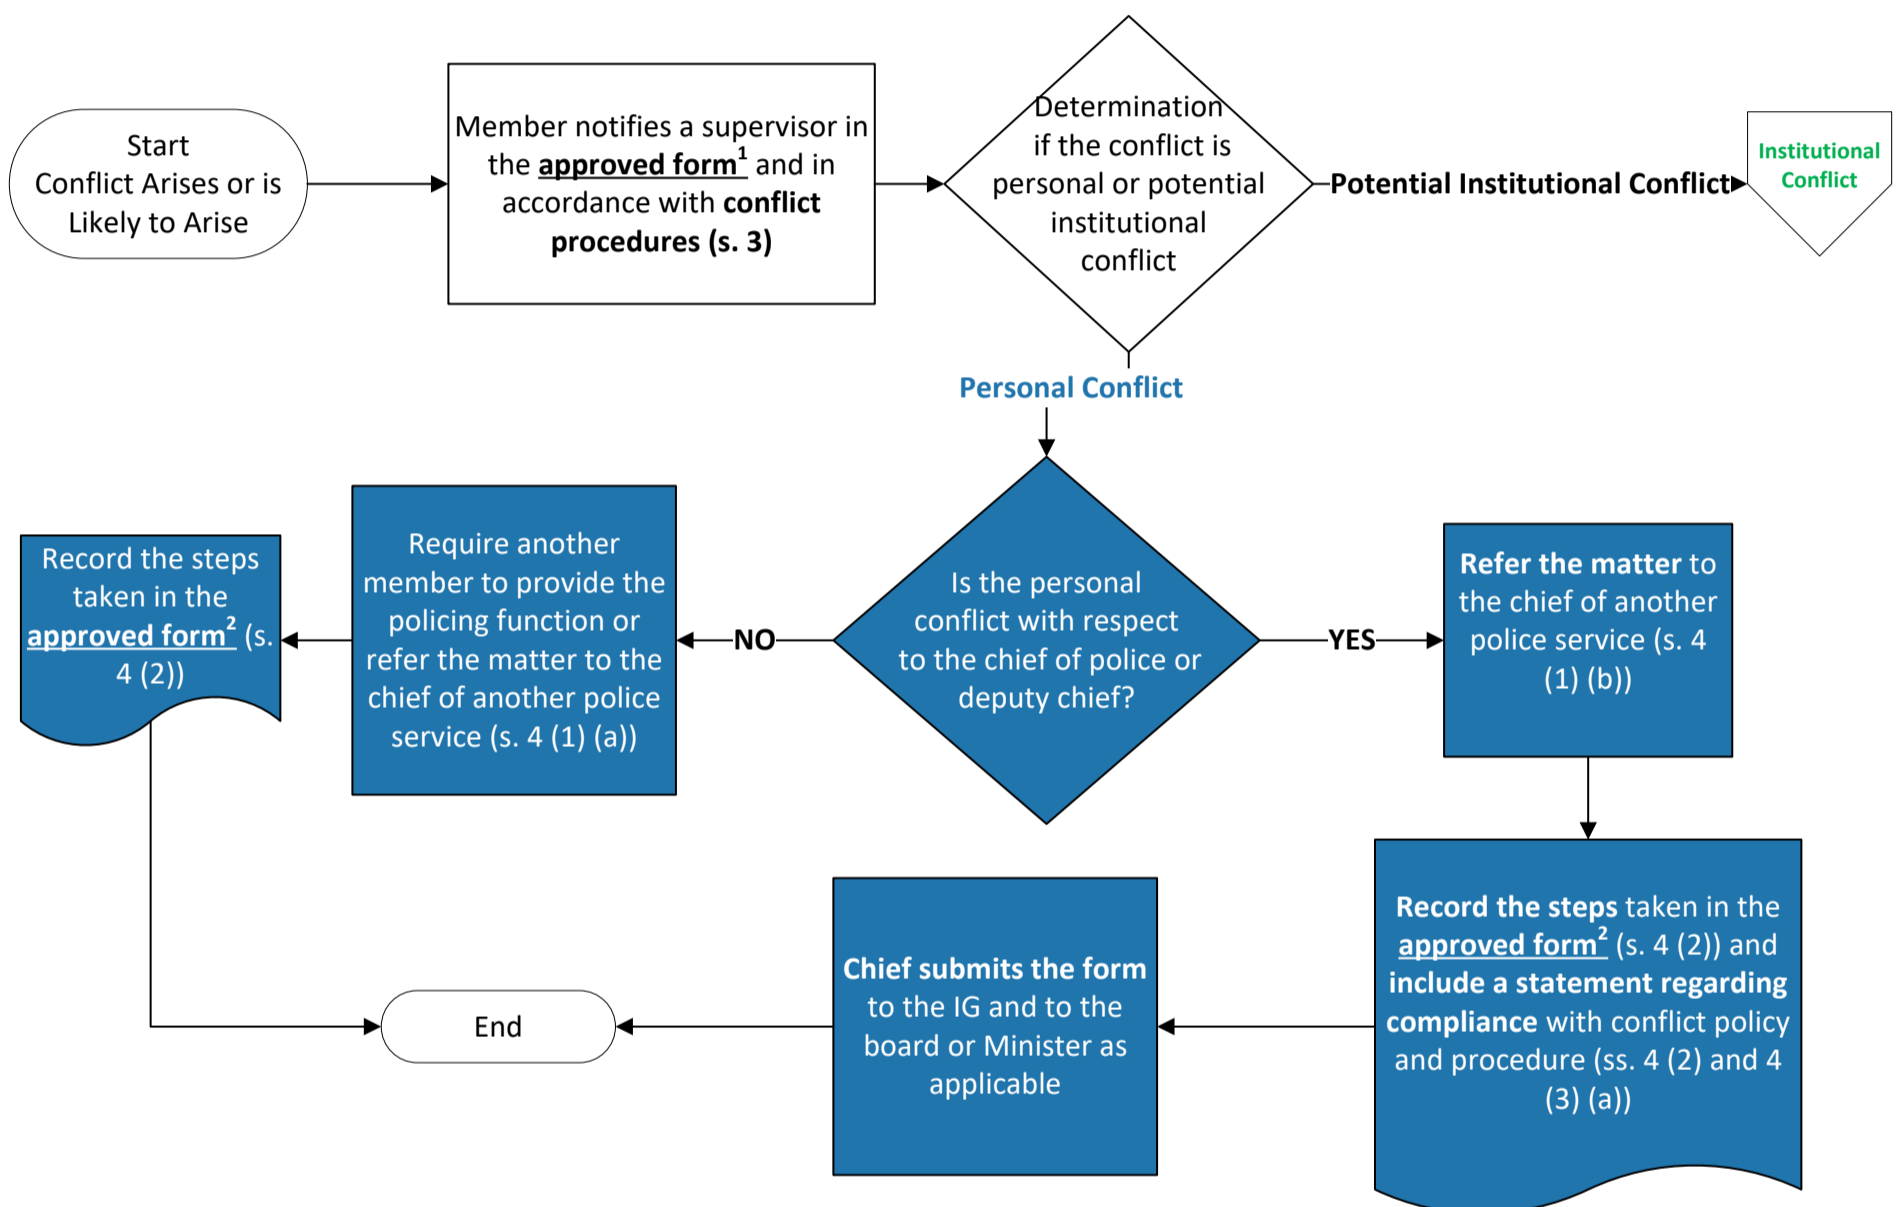 Start
Conflict Arises or is
Likely to Arise
Member notifies a supervisor in
the approved form¹ and in
accordance with conflict
procedures (s. 3)
Determination
if the conflict is
personal or potential
institutional
conflict
Potential Institutional Conflict
Institutional
Conflict
Personal Conflict
Record the steps
taken in the
approved form² (s.
4 (2))
Require another
member to provide the
policing function or
refer the matter to the
chief of another police
service (s. 4 (1) (a))
NO
Is the personal
conflict with respect
to the chief of police or
deputy chief?
YES
Refer the matter to
the chief of another
police service (s. 4
(1) (b))
End
Chief submits the form
to the IG and to the
board or Minister as
applicable
Record the steps taken in the
approved form² (s. 4 (2)) and
include a statement regarding
compliance with conflict policy
and procedure (ss. 4 (2) and 4
(3) (a))